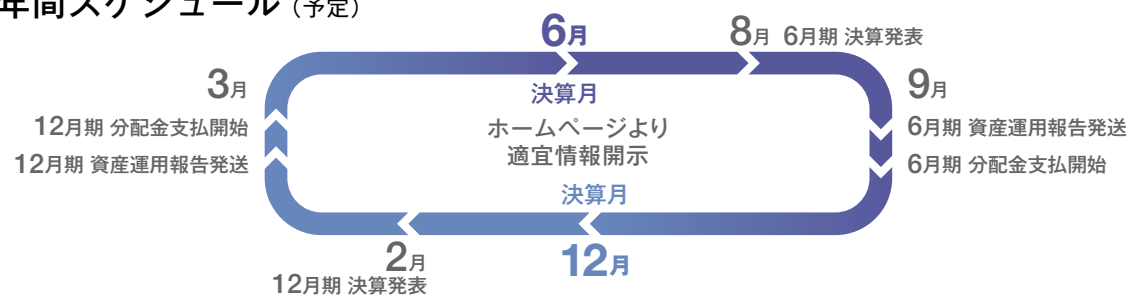 年間スケジュール（予定）
6月
8月 6月期 決算発表
3月
決算月
9月
12月期 分配金支払開始
ホームページより
適宜情報開示
6月期 資産運用報告発送
12月期 資産運用報告発送
6月期 分配金支払開始
決算月
2月
12月期 決算発表
12月